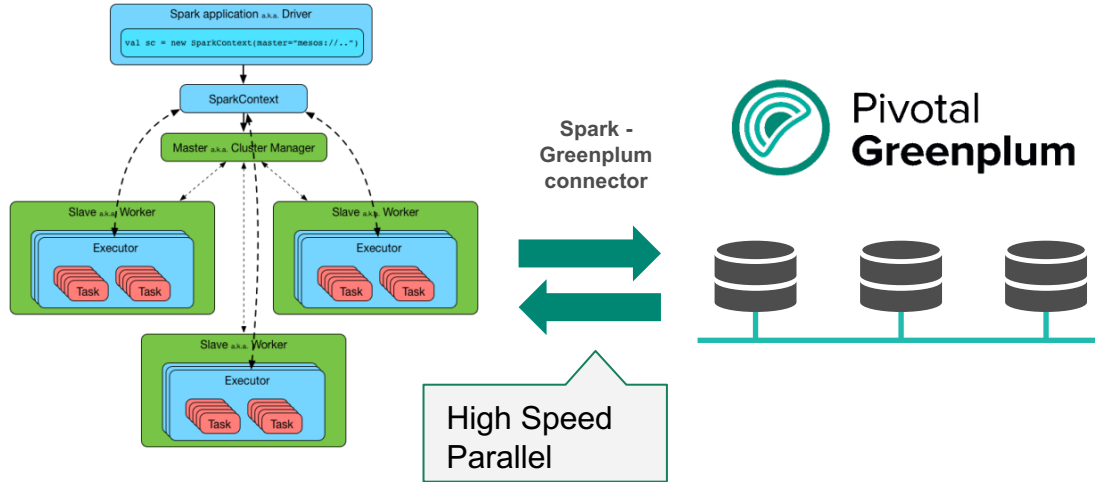 Spark application a.k.a. Driver
val sc = new SparkContext(master="mesos://..")
SparkContext
Master a.k.a. Cluster Manager
Slave a.k.a. Worker
Executor
Task
Task
Slave a.k.a. Worker
Executor
Task
Task
Slave a.k.a. Worker
Executor
Task
Task
Spark -
Greenplum
connector
High Speed
Parallel
Pivotal
Greenplum